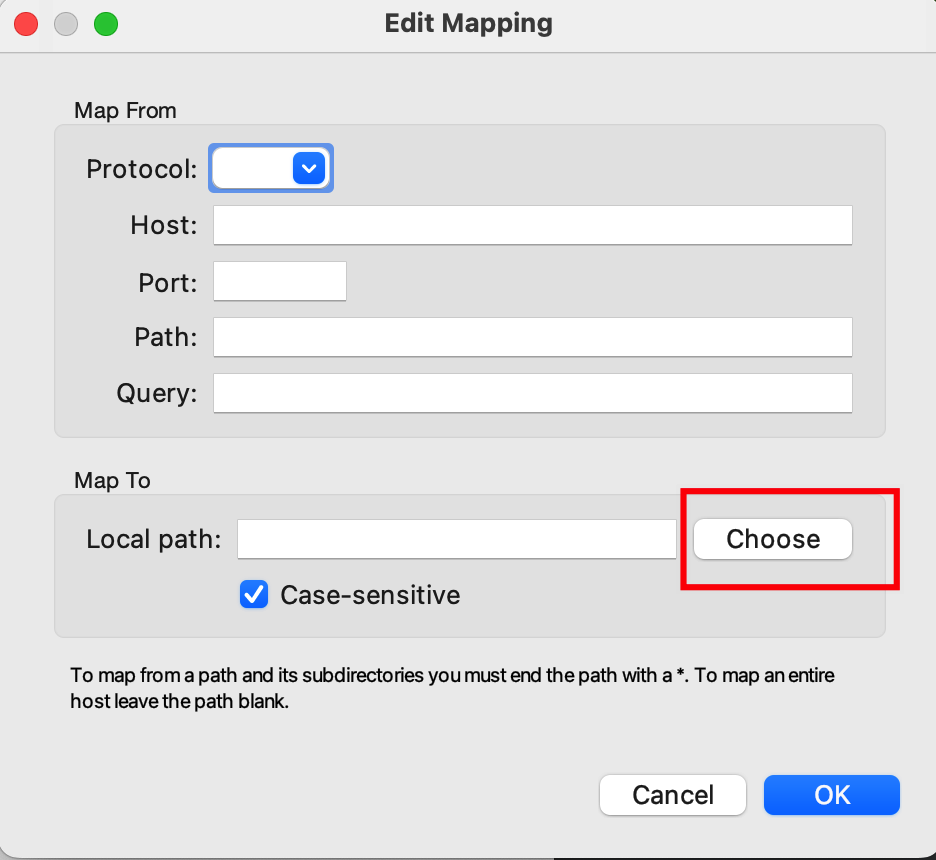 Edit Mapping
Map From
Protocol:
Host:
Port:
Path:
Query:
Map To
Local path:
Choose
Case-sensitive
To map from a path and its subdirectories you must end the path with a *. To map an entire
host leave the path blank.
Cancel
OK